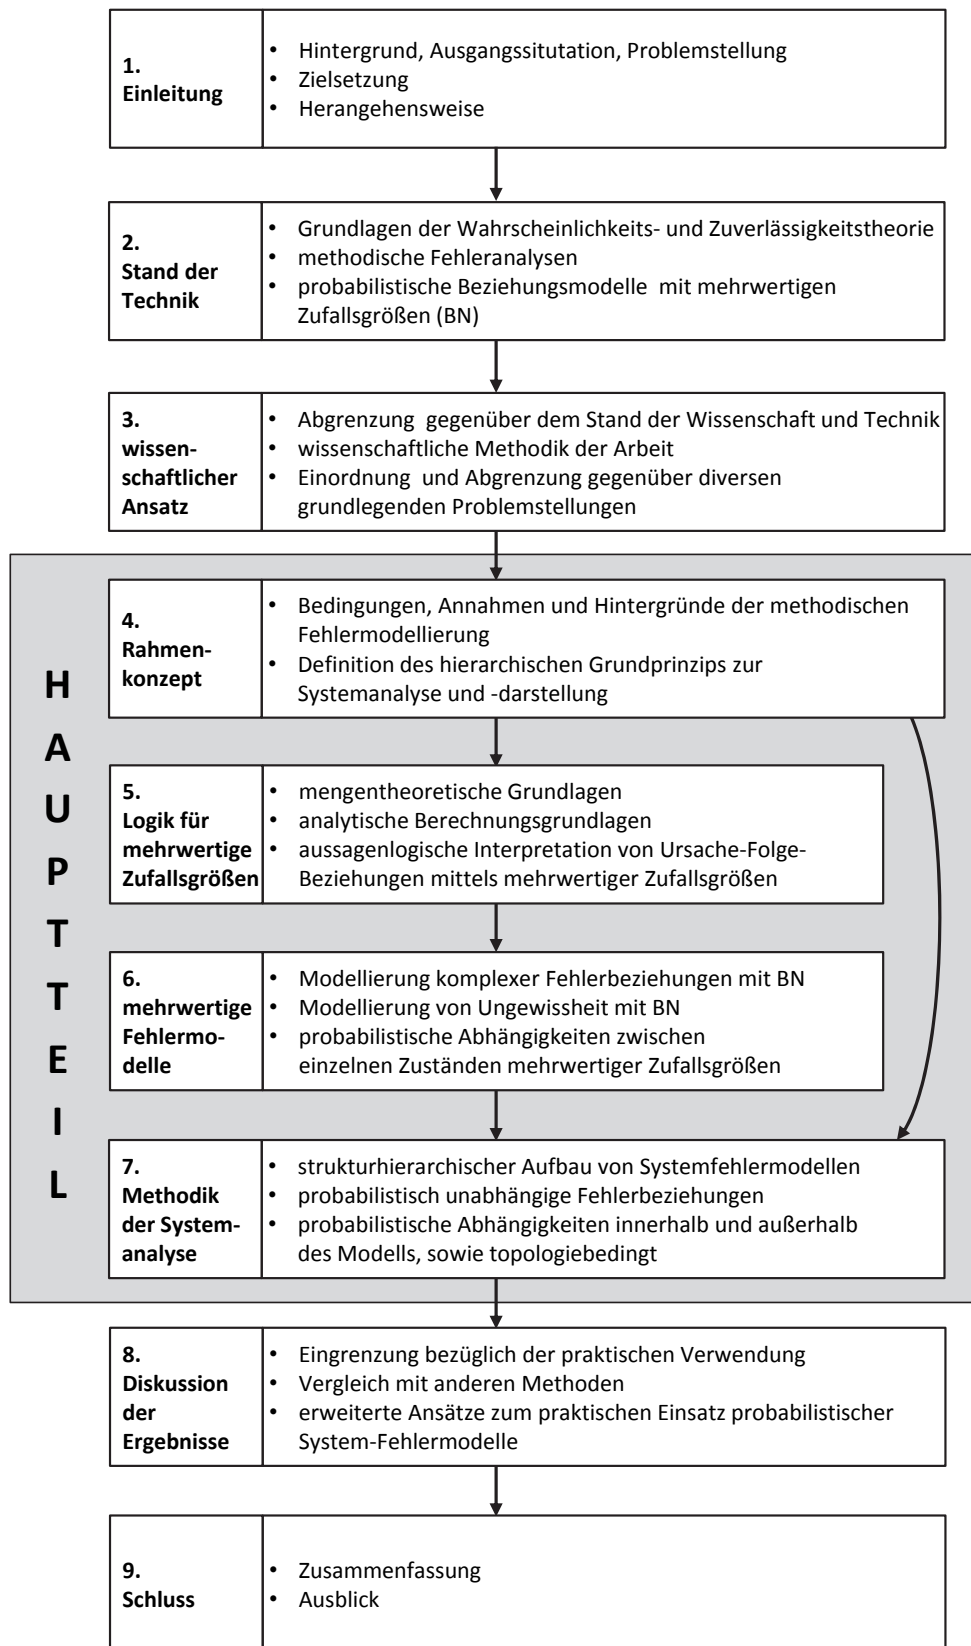 1.
Einleitung
• Hintergrund, Ausgangssitutation, Problemstellung
• Zielsetzung
• Herangehensweise
2.
Stand der
Technik
• Grundlagen der Wahrscheinlichkeits- und Zuverlässigkeitstheorie
• methodische Fehleranalysen
• probabilistische Beziehungsmodelle mit mehrwertigen
Zufallsgrößen (BN)
3.
wissen-
schaftlicher
Ansatz
• Abgrenzung gegenüber dem Stand der Wissenschaft und Technik
• wissenschaftliche Methodik der Arbeit
• Einordnung und Abgrenzung gegenüber diversen
grundlegenden Problemstellungen
HAUPTTEIL
4.
Rahmen-
konzept
• Bedingungen, Annahmen und Hintergründe der methodischen
Fehlermodellierung
• Definition des hierarchischen Grundprinzips zur
Systemanalyse und -darstellung
5.
Logik für
mehrwertige
Zufallsgrößen
• mengentheoretische Grundlagen
• analytische Berechnungsgrundlagen
• aussagenlogische Interpretation von Ursache-Folge-
Beziehungen mittels mehrwertiger Zufallsgrößen
6.
mehrwertige
Fehlermo-
delle
• Modellierung komplexer Fehlerbeziehungen mit BN
• Modellierung von Ungewissheit mit BN
• probabilistische Abhängigkeiten zwischen
einzelnen Zuständen mehrwertiger Zufallsgrößen
7.
Methodik
der System-
analyse
• strukturhierarchischer Aufbau von Systemfehlermodellen
• probabilistisch unabhängige Fehlerbeziehungen
• probabilistische Abhängigkeiten innerhalb und außerhalb
des Modells, sowie topologiebedingt
8.
Diskussion
der
Ergebnisse
• Eingrenzung bezüglich der praktischen Verwendung
• Vergleich mit anderen Methoden
• erweiterte Ansätze zum praktischen Einsatz probabilistischer
System-Fehlermodelle
9.
Schluss
• Zusammenfassung
• Ausblick